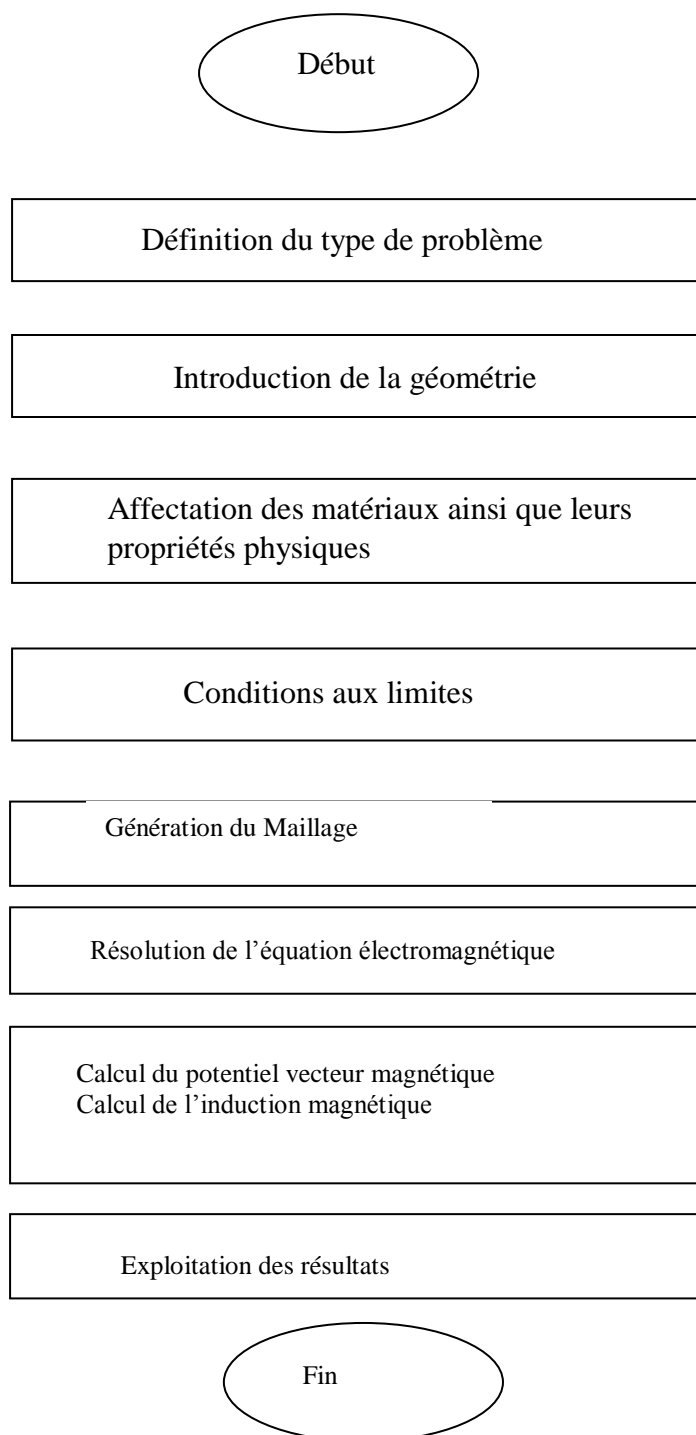 Début
Définition du type de problème
Introduction de la géométrie
Affectation des matériaux ainsi que leurs
propriétés physiques
Conditions aux limites
Génération du Maillage
Résolution de l’équation électromagnétique
Calcul du potentiel vecteur magnétique
Calcul de l’induction magnétique
Exploitation des résultats
Fin